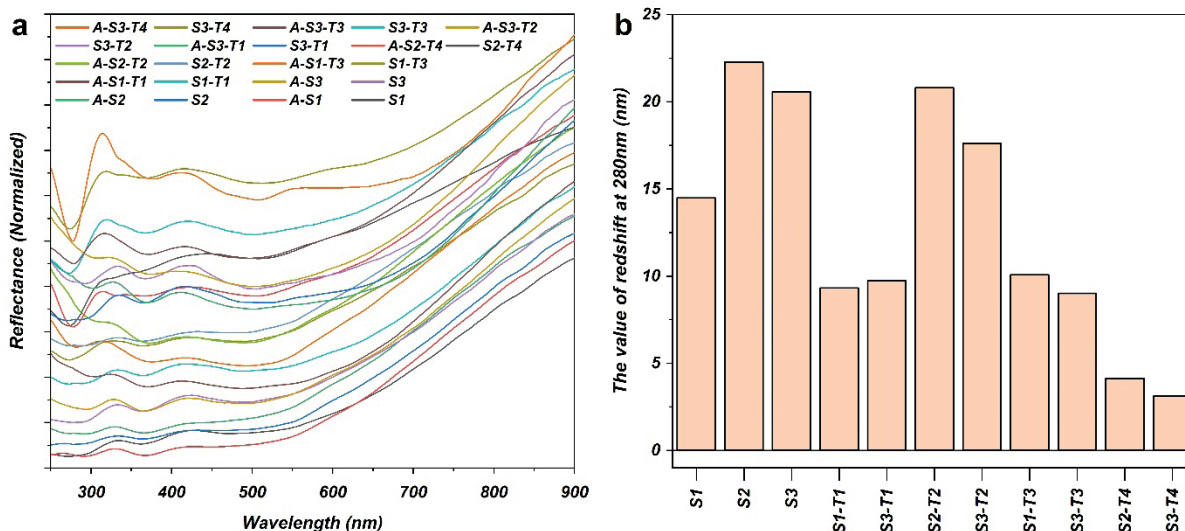 a
A-S3-T4 S3-T4 A-S3-T3 S3-T3 A-S3-T2
S3-T2 A-S3-T1 S3-T1 A-S2-T4 S2-T4
A-S2-T2 S2-T2 A-S1-T3 S1-T3
A-S1-T1 S1-T1 A-S3 S3
A-S2 S2 A-S1 S1
Reflectance (Normalized)
300 400 500 600 700 800 900
Wavelength (nm)
b
The value of redshift at 280nm (nm)
25
20
15
10
5
0
S1 S2 S3 S1-T1 S3-T1 S2-T2 S3-T2 S1-T3 S3-T3 S2-T4 S3-T4